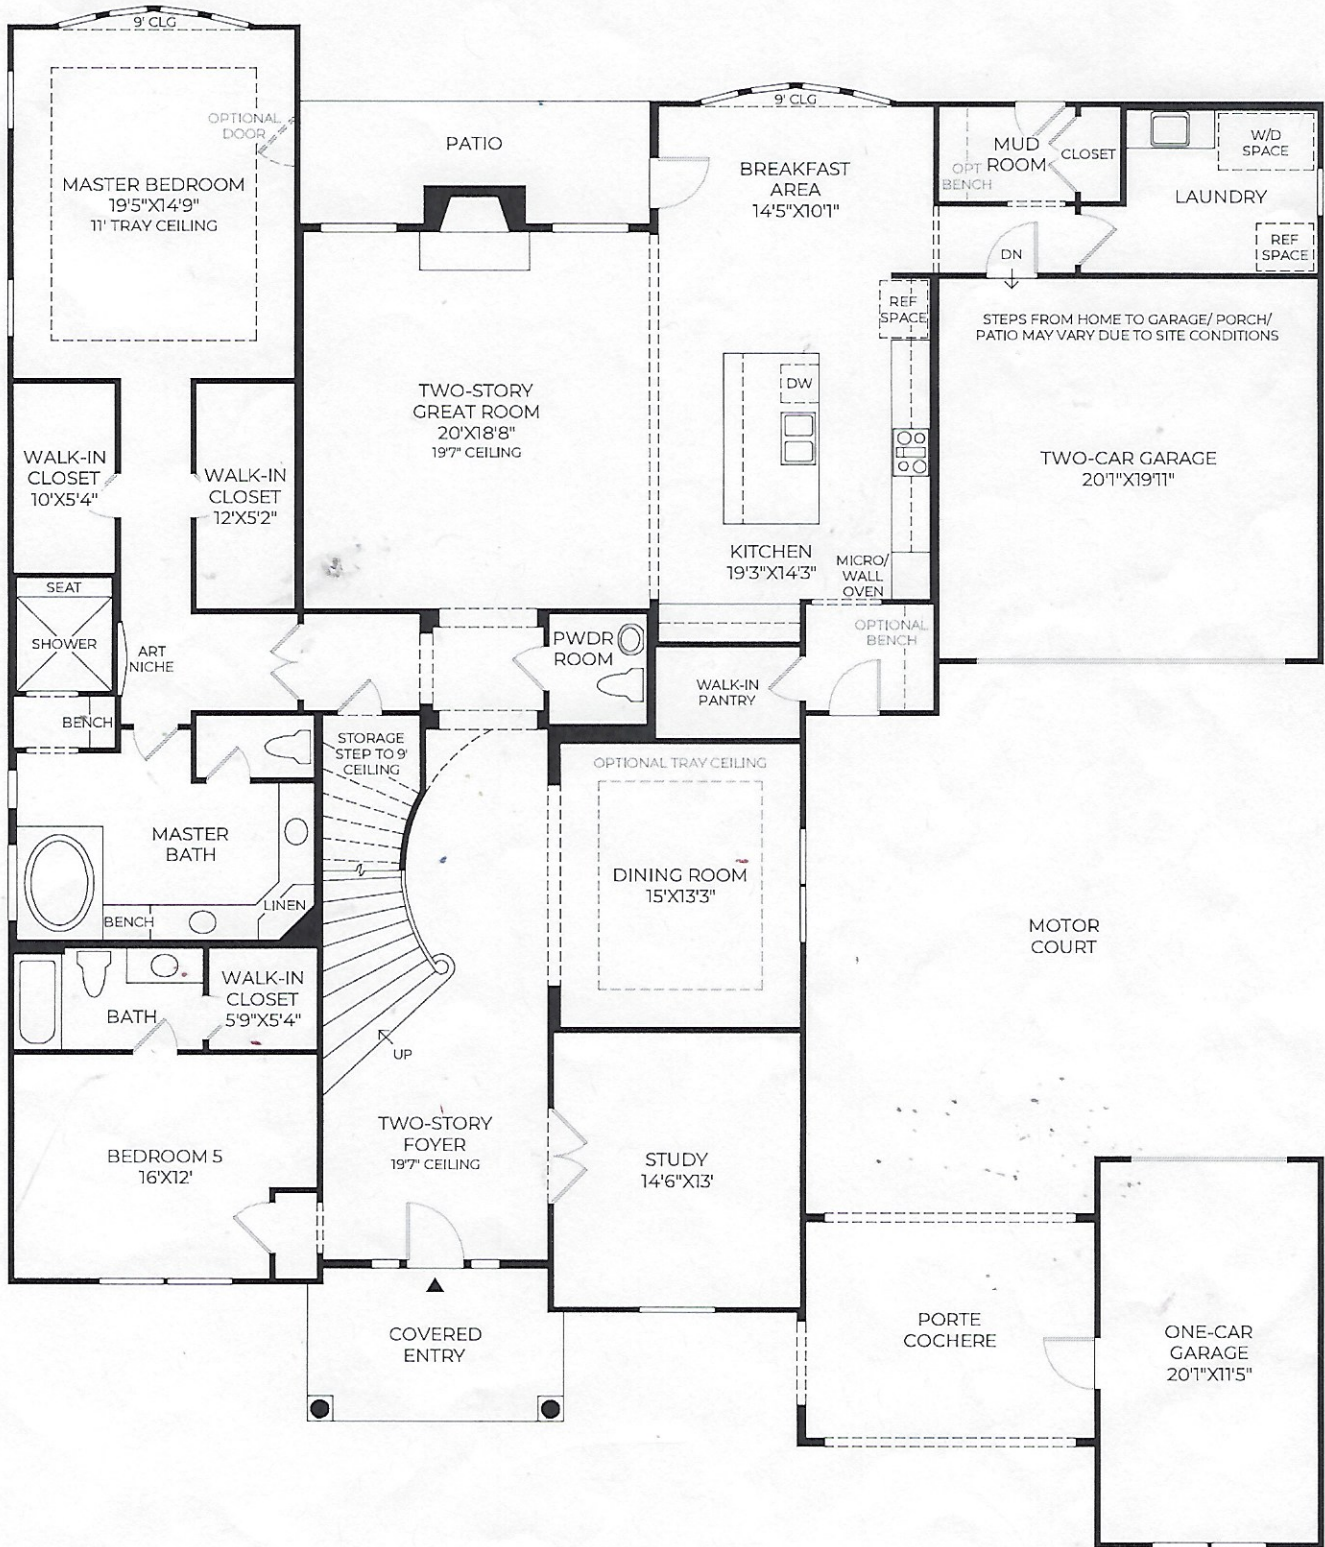 9' CLG
OPTIONAL
DOOR
MASTER BEDROOM
19'5"X14'9"
11' TRAY CEILING
PATIO
9' CLG
BREAKFAST
AREA
14'5"X10'1"
MUD
ROOM
OPT
BENCH
CLOSET
W/D
SPACE
LAUNDRY
REF
SPACE
DN
REF
SPACE
STEPS FROM HOME TO GARAGE/ PORCH/
PATIO MAY VARY DUE TO SITE CONDITIONS
TWO-STORY
GREAT ROOM
20'X18'8"
19'7" CEILING
DW
TWO-CAR GARAGE
20'1"X19'11"
WALK-IN
CLOSET
10'X5'4"
WALK-IN
CLOSET
12'X5'2"
KITCHEN
19'3"X14'3"
MICRO/
WALL
OVEN
SEAT
SHOWER
ART
NICHE
BENCH
PWDR
ROOM
OPTIONAL
BENCH
WALK-IN
PANTRY
STORAGE
STEP TO 9'
CEILING
OPTIONAL TRAY CEILING
MASTER
BATH
DINING ROOM
15'X13'3"
LINEN
BENCH
MOTOR
COURT
WALK-IN
CLOSET
5'9"X5'4"
BATH
UP
TWO-STORY
FOYER
19'7" CEILING
BEDROOM 5
16'X12'
STUDY
14'6"X13'
COVERED
ENTRY
PORTE
COCHERE
ONE-CAR
GARAGE
20'1"X11'5"